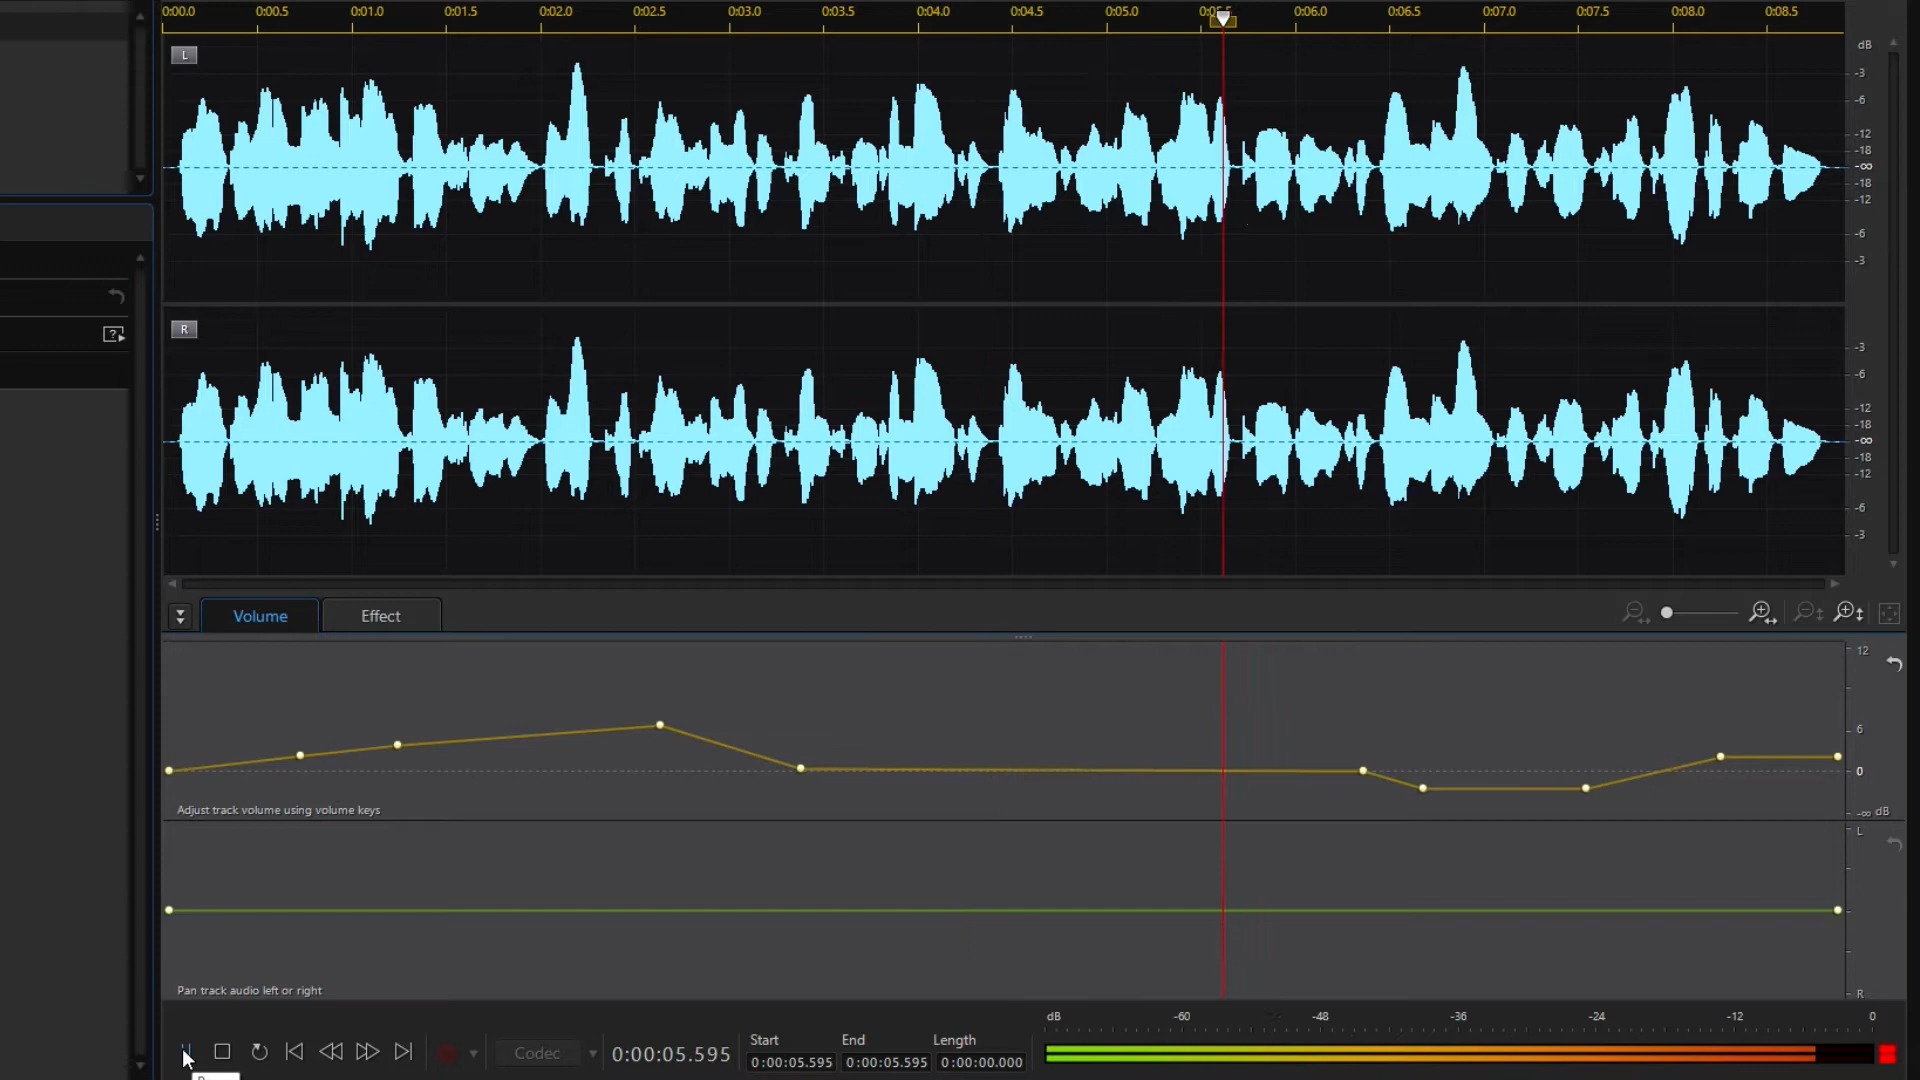 0:00.0 0:00.5 0:01.0 0:01.5 0:02.0 0:02.5 0:03.0 0:03.5 0:04.0 0:04.5 0:05.0 0:05.5 0:06.0 0:06.5 0:07.0 0:07.5 0:08.0 0:08.5
L
dB
-3
-6
-12
-18
-∞
-18
-12
-6
-3
R
-3
-6
-12
-18
-∞
-18
-12
-6
-3
Volume Effect
12
6
0
-∞ dB
Adjust track volume using volume keys
L
R
Pan track audio left or right
dB -60 -48 -36 -24 -12 0
Codec 0:00:05.595
Start End Length
0:00:05.595 0:00:05.595 0:00:00.000